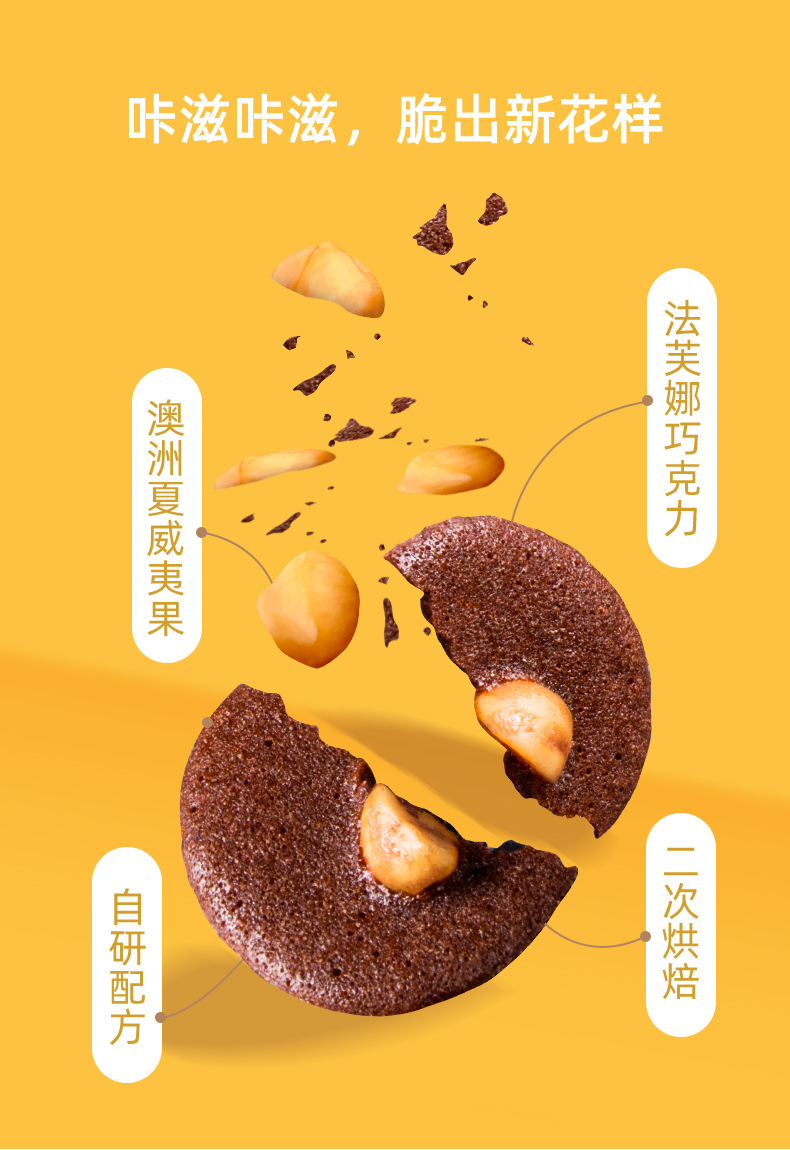 咔滋咔滋，脆出新花样
法芙娜巧克力
澳洲夏威夷果
二次烘焙
自研配方